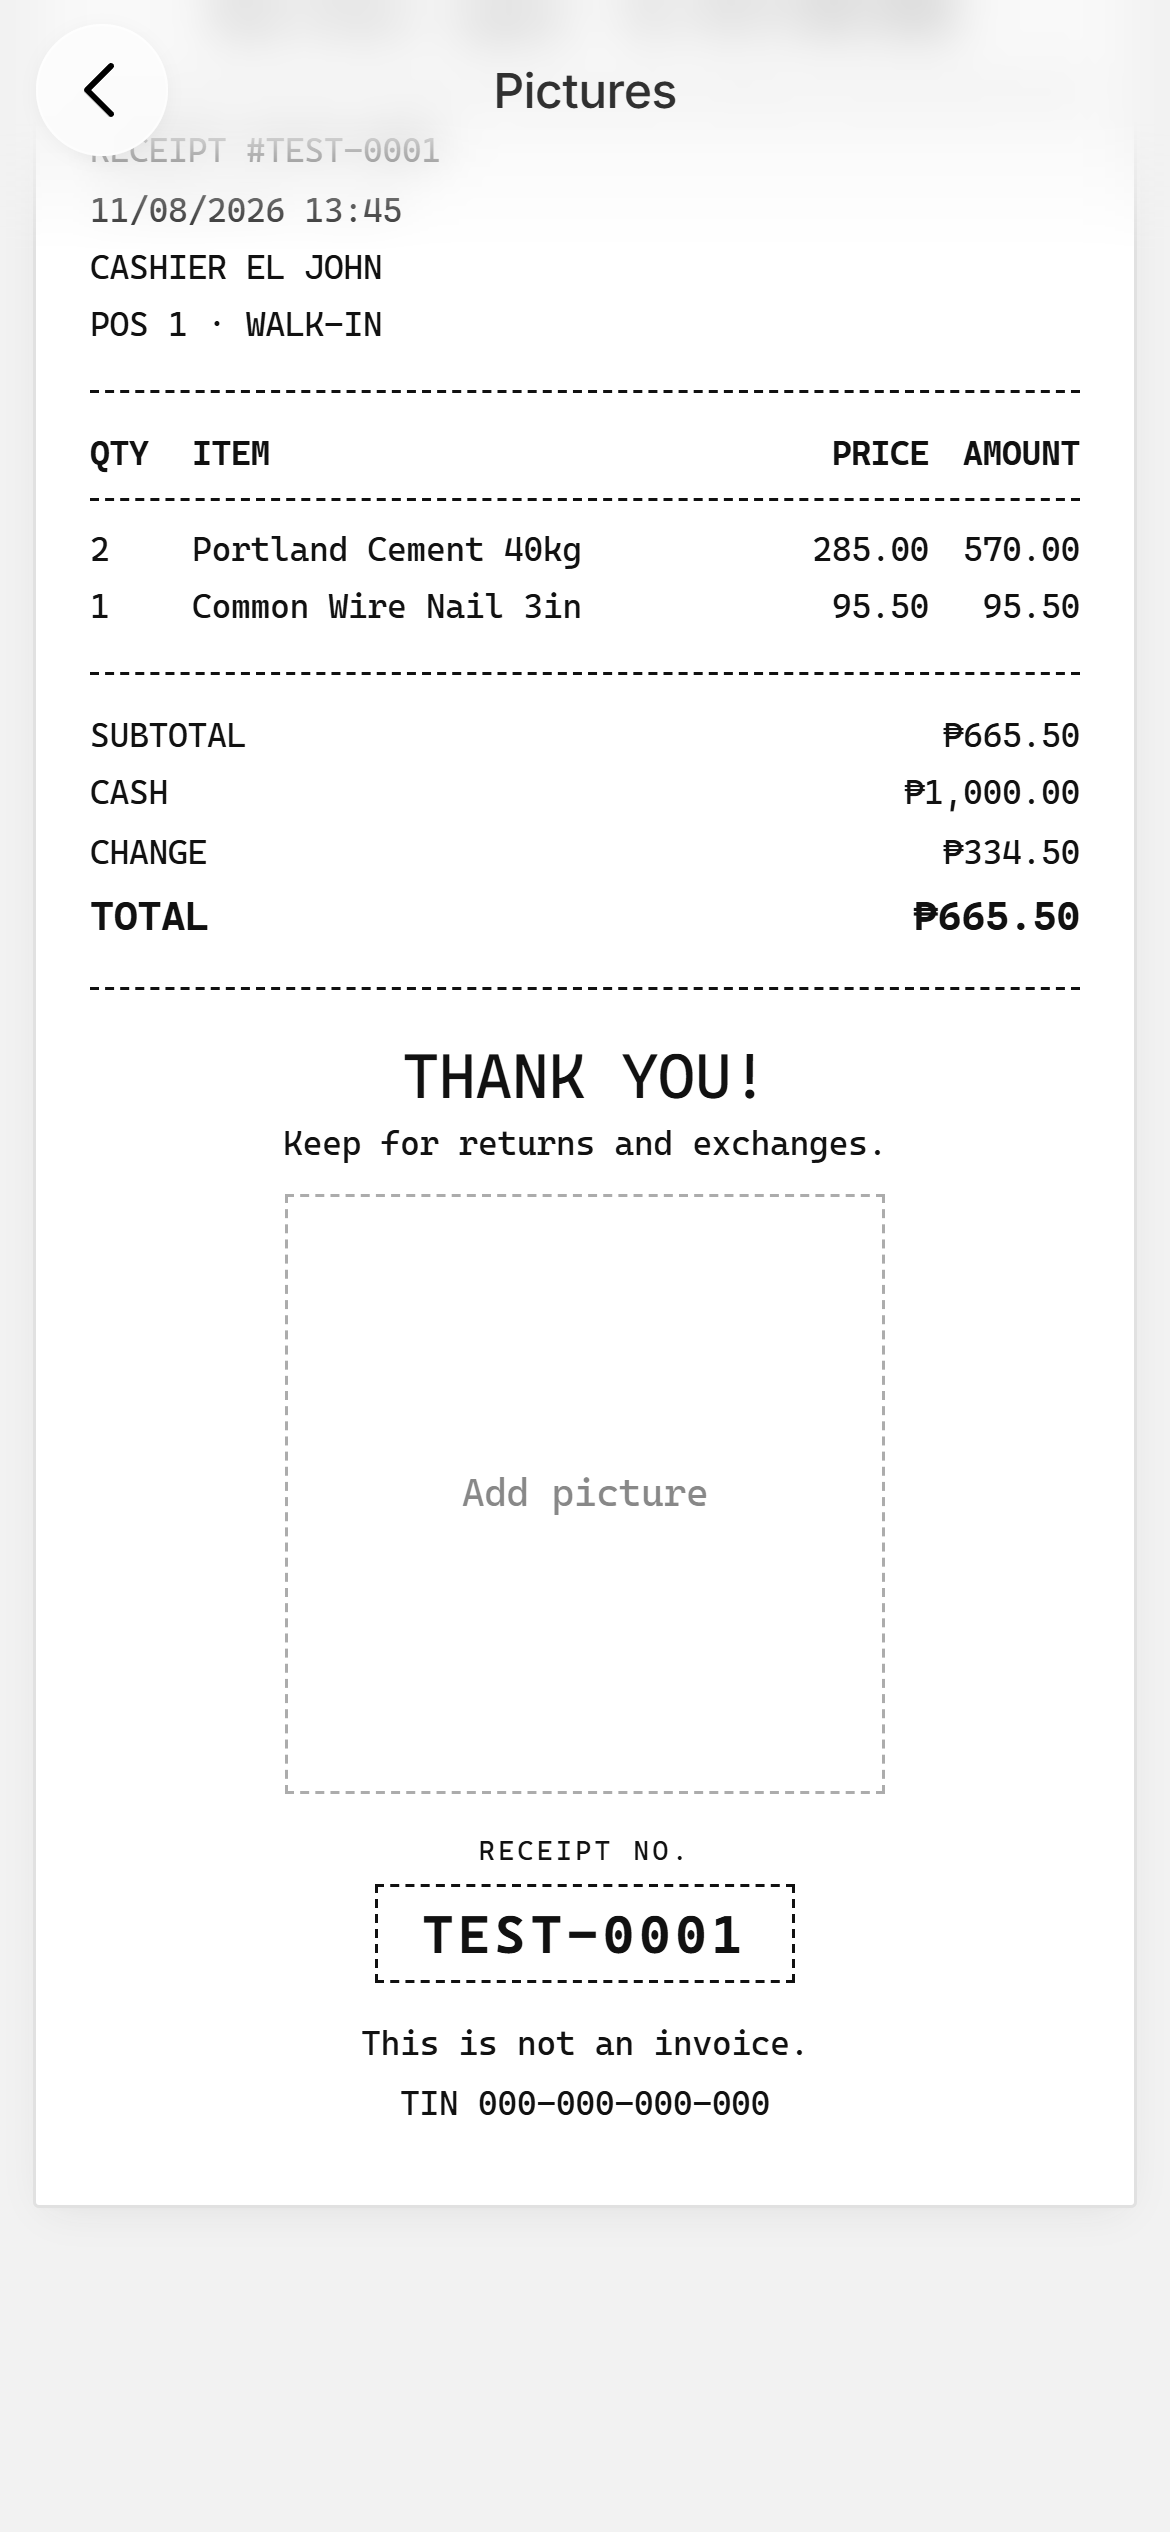 Pictures
RECEIPT #TEST-0001
11/08/2026 13:45
CASHIER EL JOHN
POS 1 · WALK-IN
QTY ITEM PRICE AMOUNT
2 Portland Cement 40kg 285.00 570.00
1 Common Wire Nail 3in 95.50 95.50
SUBTOTAL ₱665.50
CASH ₱1,000.00
CHANGE ₱334.50
TOTAL ₱665.50
THANK YOU!
Keep for returns and exchanges.
Add picture
RECEIPT NO.
TEST-0001
This is not an invoice.
TIN 000-000-000-000